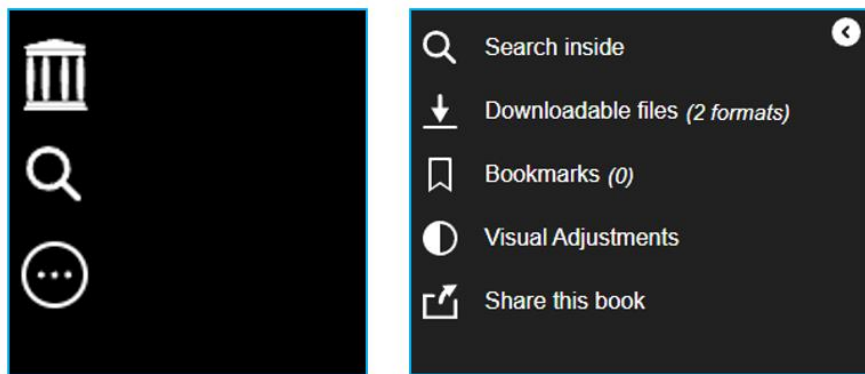 Search inside
Downloadable files (2 formats)
Bookmarks (0)
Visual Adjustments
Share this book